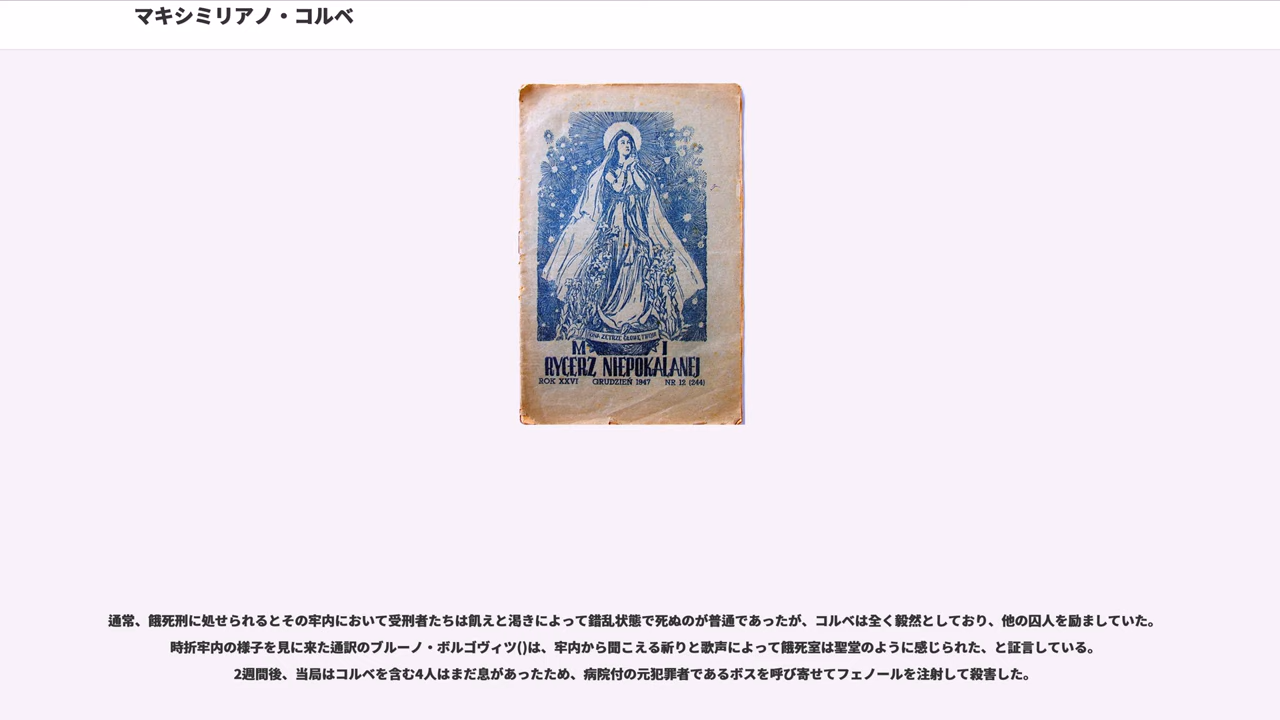 マキシミリアノ・コルベ
ONA ZETRZE GŁOWĘ TWOJĄ
M I
RYCERZ NIEPOKALANEJ
ROK XXVI GRUDZIEŃ 1947 NR 12 (244)
通常、餓死刑に処せられるとその牢内において受刑者たちは飢えと渇きによって錯乱状態で死ぬのが普通であったが、コルベは全く毅然としており、他の囚人を励ましていた。
時折牢内の様子を見に来た通訳のブルーノ・ボルゴヴィツ()は、牢内から聞こえる祈りと歌声によって餓死室は聖堂のように感じられた、と証言している。
2週間後、当局はコルベを含む4人はまだ息があったため、病院付の元犯罪者であるボスを呼び寄せてフェノールを注射して殺害した。